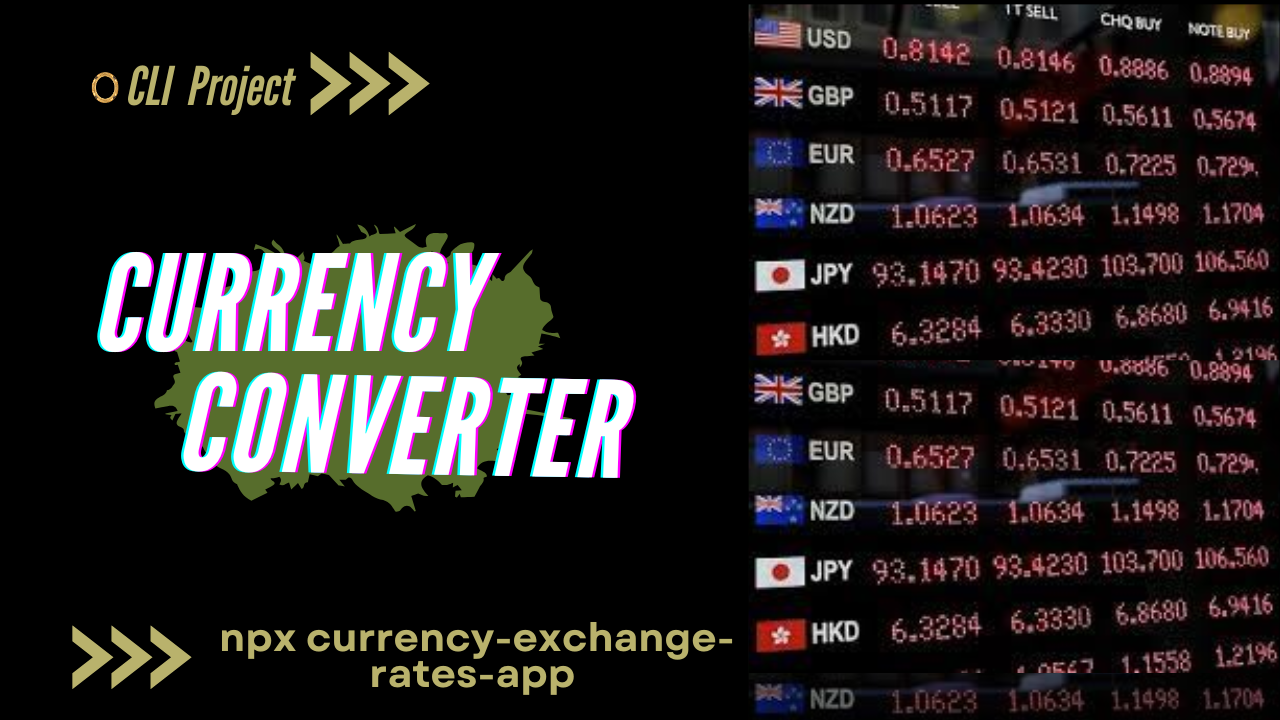 CLI Project
CURRENCY
CONVERTER
npx currency-exchange-
rates-app
TT SELL CHQ BUY NOTE BUY
USD 0.8142 0.8146 0.8886 0.8894
GBP 0.5117 0.5121 0.5611 0.5674
EUR 0.6527 0.6531 0.7225
NZD 1.0623 1.0634 1.1498 1.1704
JPY 93.1470 93.4230 103.700 106.560
HKD 6.3284 6.3330 6.8680 6.9416
1.2196
0.8894
GBP 0.5117 0.5121 0.5611 0.5674
EUR 0.6527 0.6531 0.7225
NZD 1.0623 1.0634 1.1498 1.1704
JPY 93.1470 93.4230 103.700 106.560
HKD 6.3284 6.3330 6.8680 6.9416
1.1558 1.2196
NZD 1.0623 1.0634 1.1498 1.1704